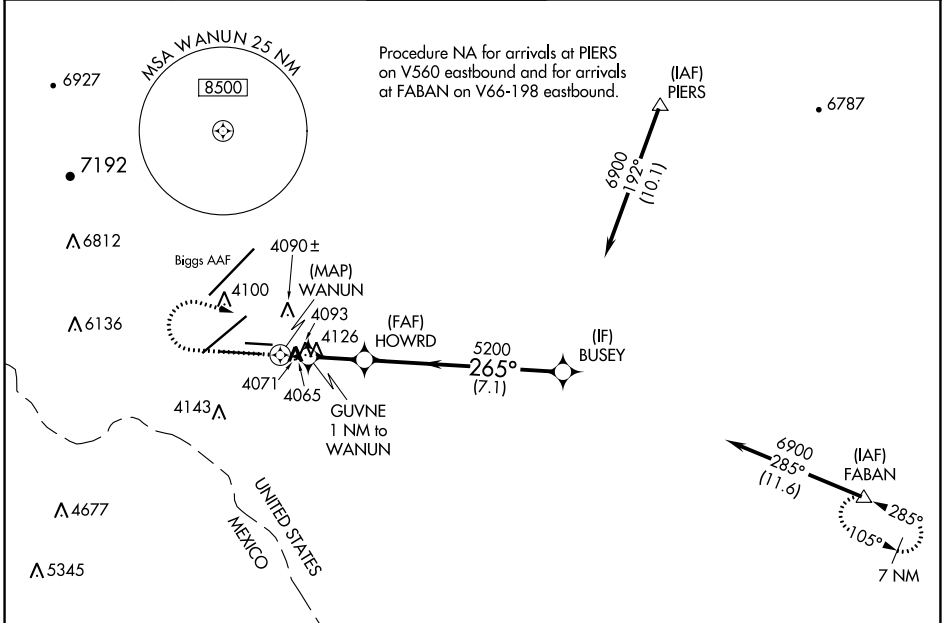 MSA WANUN 25 NM
8500
Procedure NA for arrivals at PIERS
on V560 eastbound and for arrivals
at FABAN on V66-198 eastbound.
(IAF)
PIERS
6927
6787
7192
6900
192°
(10.1)
6812
Biggs AAF
4090±
(MAP)
WANUN
4100
4093
4126
6136
(FAF)
HOWRD
(IF)
BUSEY
5200
265°
(7.1)
4071
4065
4143
GUVNE
1 NM to
WANUN
6900
285°
(11.6)
(IAF)
FABAN
285°
105°
7 NM
4677
5345
UNITED STATES
MEXICO